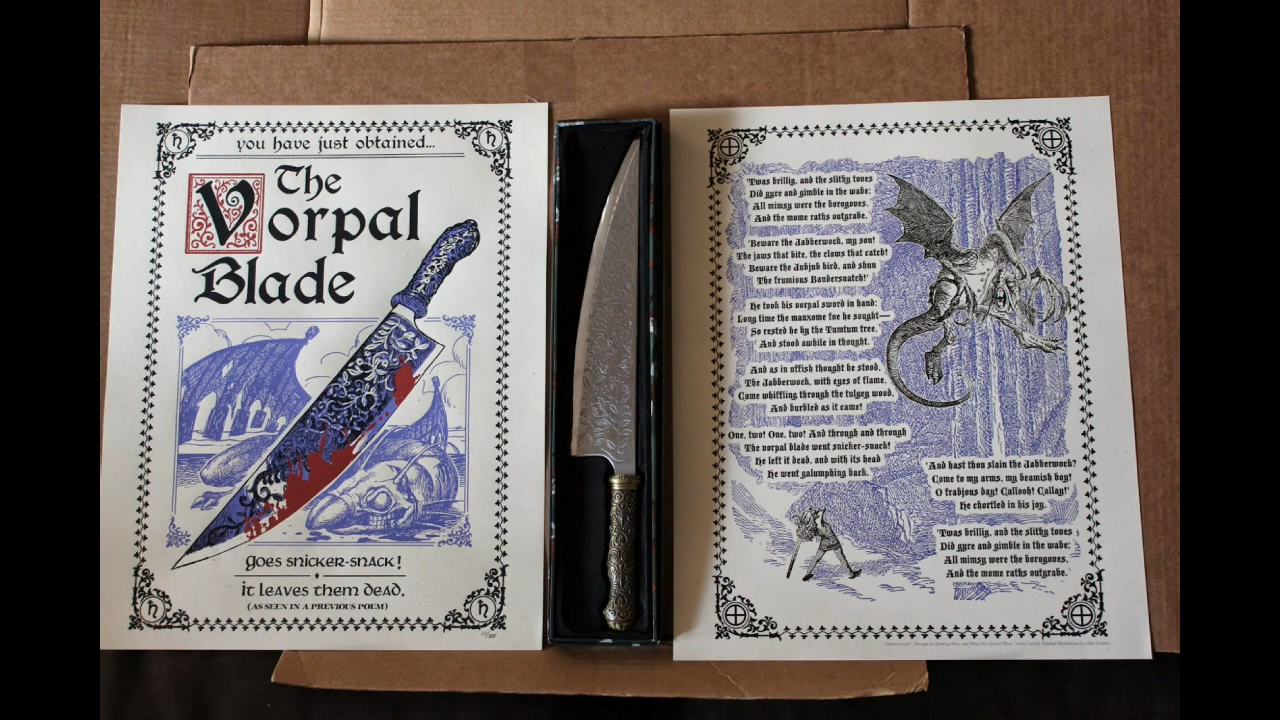 you have just obtained...
The
Vorpal
Blade
goes snicker-snack!
it leaves them dead.
(AS SEEN IN A PREVIOUS POEM)
'Twas brillig, and the slithy toves
Did gyre and gimble in the wabe:
All mimsy were the borogoves,
And the mome raths outgrabe.
'Beware the Jabberwock, my son!
The jaws that bite, the claws that catch!
Beware the Jubjub bird, and shun
The frumious Bandersnatch!'
He took his vorpal sword in hand:
Long time the manxome foe he sought—
So rested he by the Tumtum tree,
And stood awhile in thought.
And as in uffish thought he stood,
The Jabberwock, with eyes of flame,
Came whiffling through the tulgey wood,
And burbled as it came!
One, two! One, two! And through and through
The vorpal blade went snicker-snack!
He left it dead, and with its head
He went galumphing back.
'And hast thou slain the Jabberwock?
Come to my arms, my beamish boy!
O frabjous day! Callooh! Callay!'
He chortled in his joy.
'Twas brillig, and the slithy toves
Did gyre and gimble in the wabe:
All mimsy were the borogoves,
And the mome raths outgrabe.